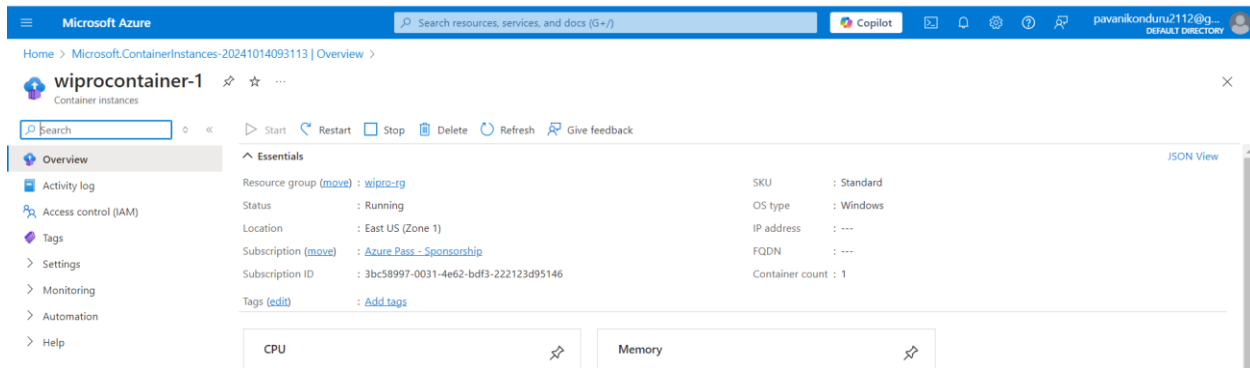 Microsoft Azure
Search resources, services, and docs (G+/)
Copilot
pavanikonduru2112@g...
DEFAULT DIRECTORY
Home > Microsoft.ContainerInstances-20241014093113 | Overview >
wiprocontainer-1
Container instances
Search
Start Restart Stop Delete Refresh Give feedback
Overview
Activity log
Access control (IAM)
Tags
Settings
Monitoring
Automation
Help
Essentials
JSON View
Resource group (move) : wipro-rg
Status : Running
Location : East US (Zone 1)
Subscription (move) : Azure Pass - Sponsorship
Subscription ID : 3bc58997-0031-4e62-bdf3-222123d95146
SKU : Standard
OS type : Windows
IP address : ---
FQDN : ---
Container count : 1
Tags (edit) : Add tags
CPU
Memory